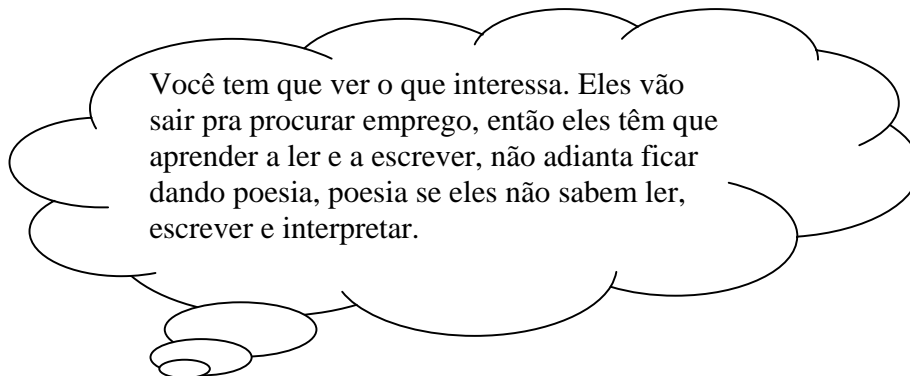 Você tem que ver o que interessa. Eles vão
sair pra procurar emprego, então eles têm que
aprender a ler e a escrever, não adianta ficar
dando poesia, poesia se eles não sabem ler,
escrever e interpretar.